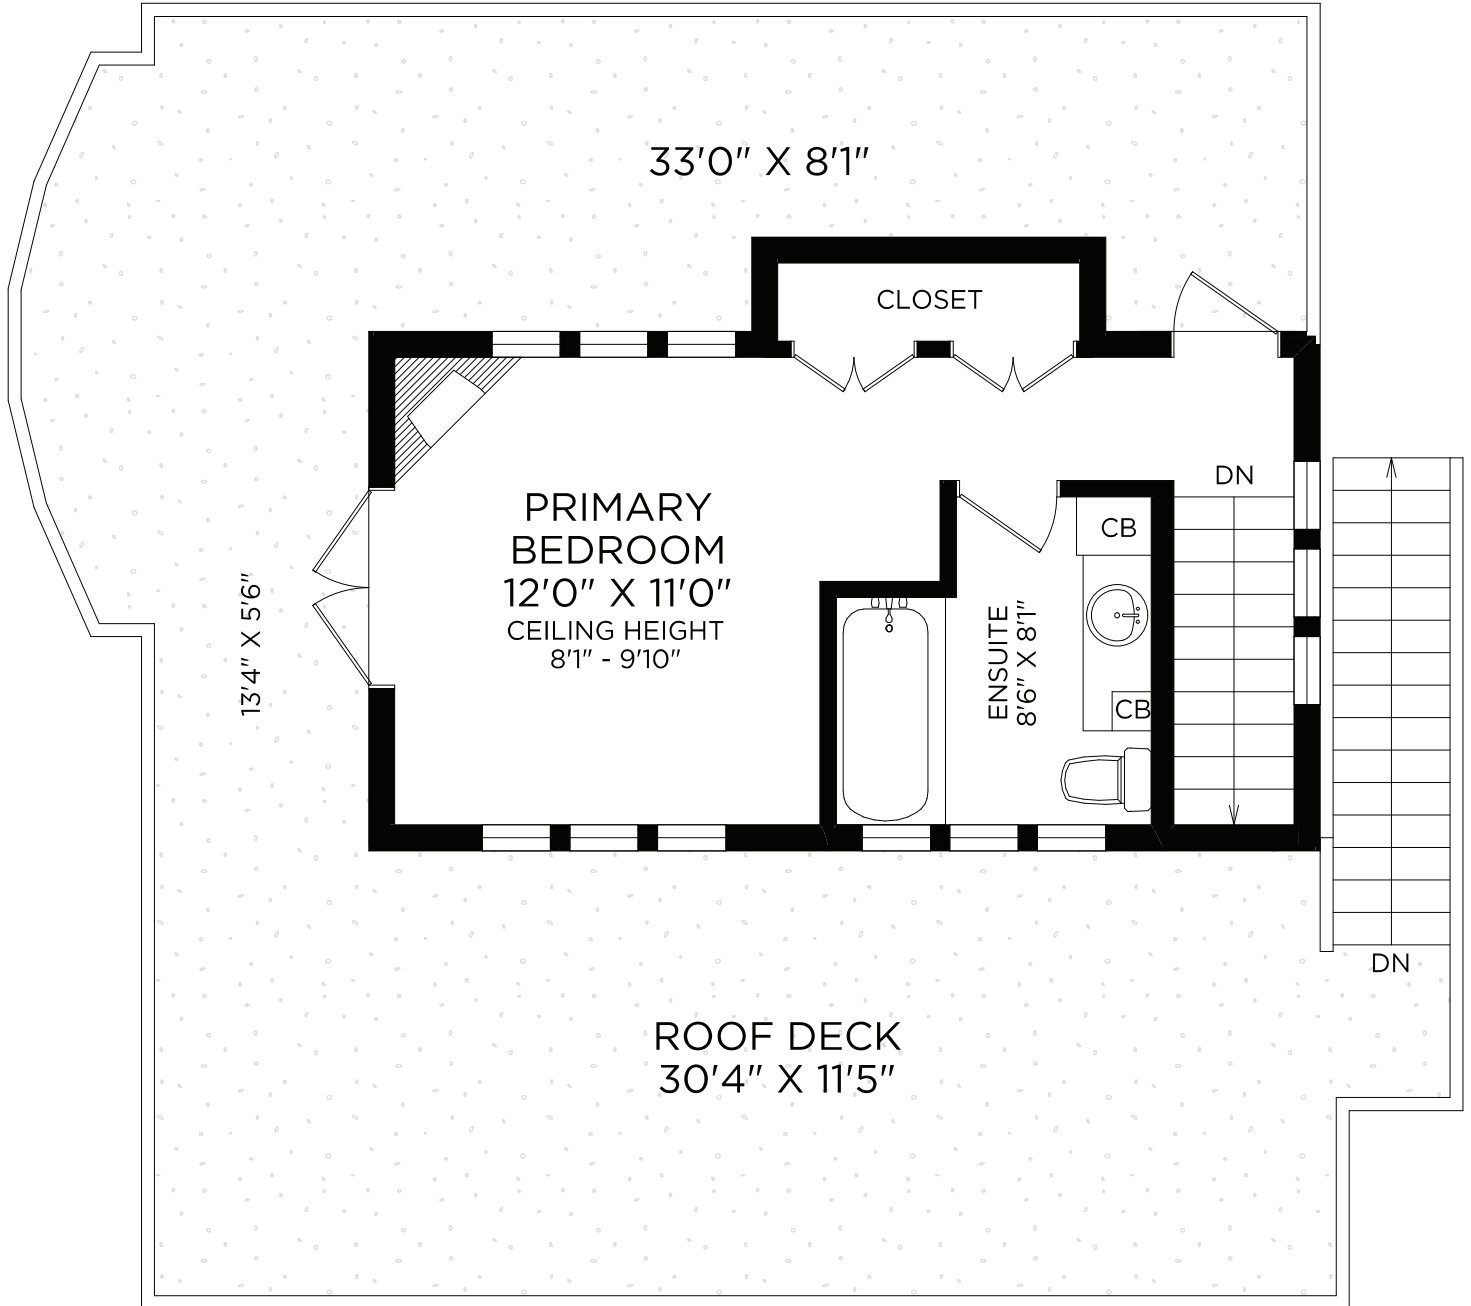 33'0" X 8'1"
CLOSET
DN
PRIMARY
BEDROOM
12'0" X 11'0"
CEILING HEIGHT
8'1" - 9'10"
CB
13'4" X 5'6"
ENSUITE
8'6" X 8'1"
CB
DN
ROOF DECK
30'4" X 11'5"